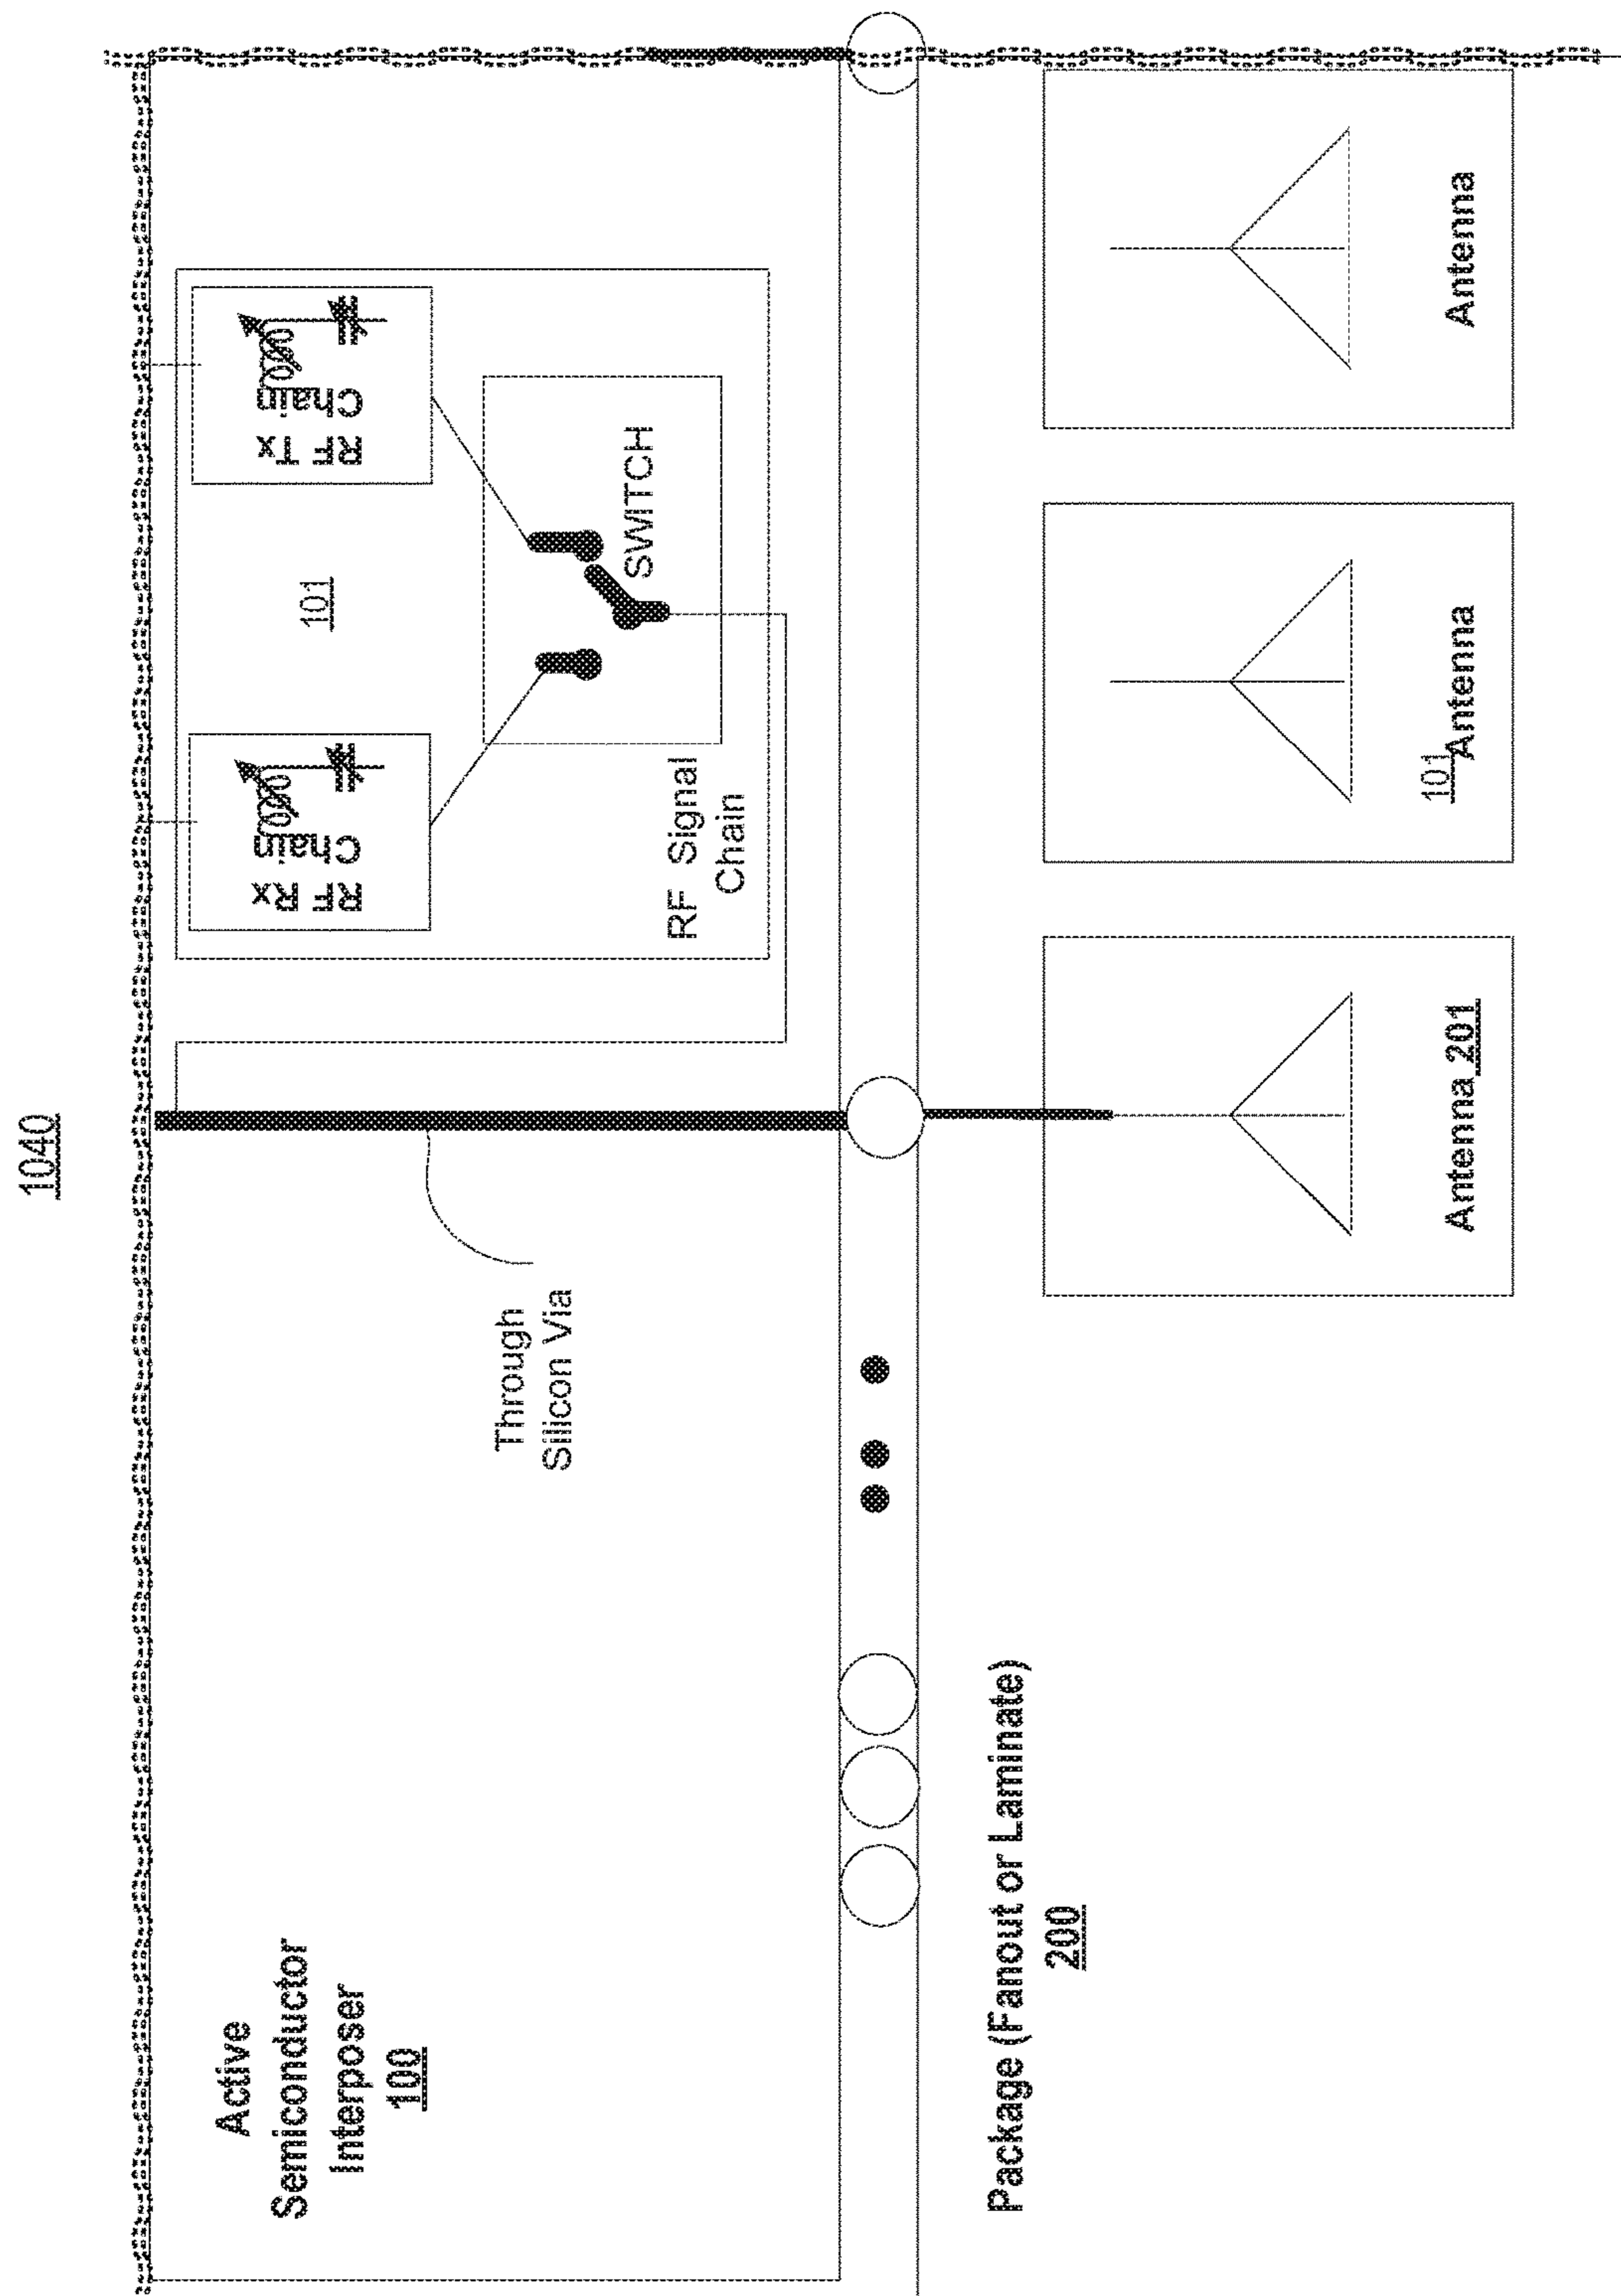 1040
Active
Semiconductor
Interposer
100
Through
Silicon Via
RF Rx
Chain
RF Tx
Chain
101
SWITCH
RF Signal
Chain
Package (Fanout or Laminate)
200
Antenna 201
Antenna
101
Antenna